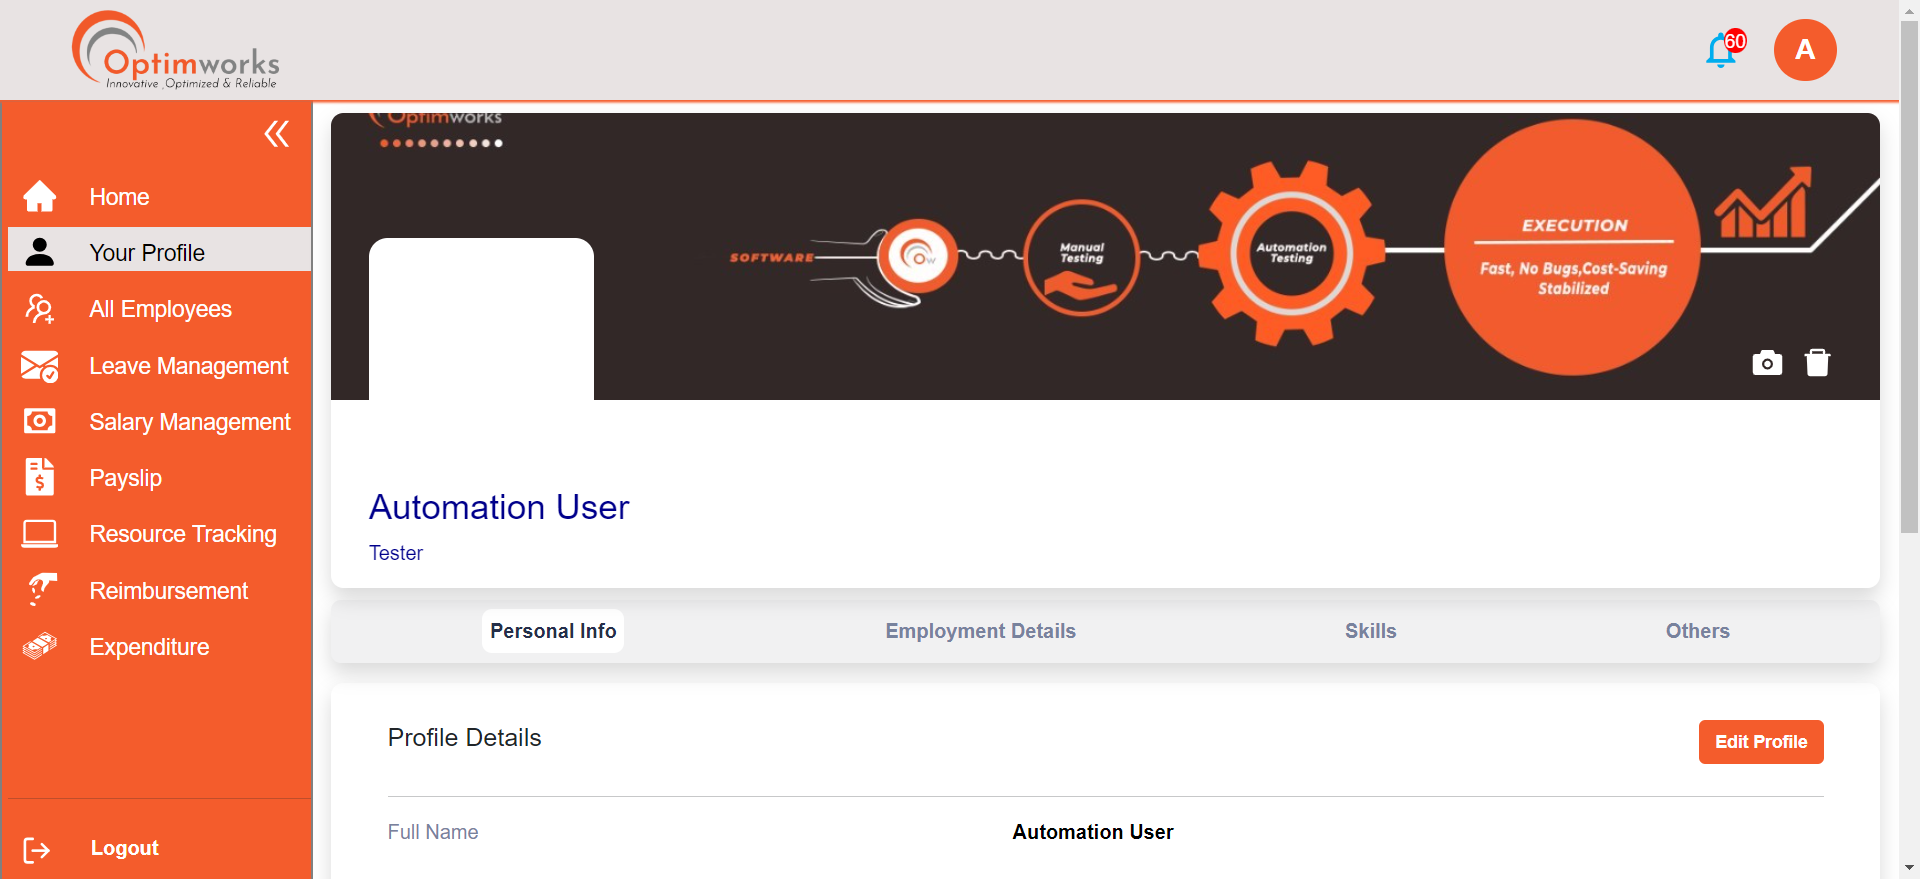 Optimworks
Innovative, Optimized & Reliable
60
A
Home
Your Profile
All Employees
Leave Management
Salary Management
Payslip
Resource Tracking
Reimbursement
Expenditure
Logout
Optimworks
SOFTWARE
OW
Manual
Testing
Automation
Testing
EXECUTION
Fast, No Bugs,Cost-Saving
Stabilized
Automation User
Tester
Personal Info
Employment Details
Skills
Others
Profile Details
Edit Profile
Full Name
Automation User